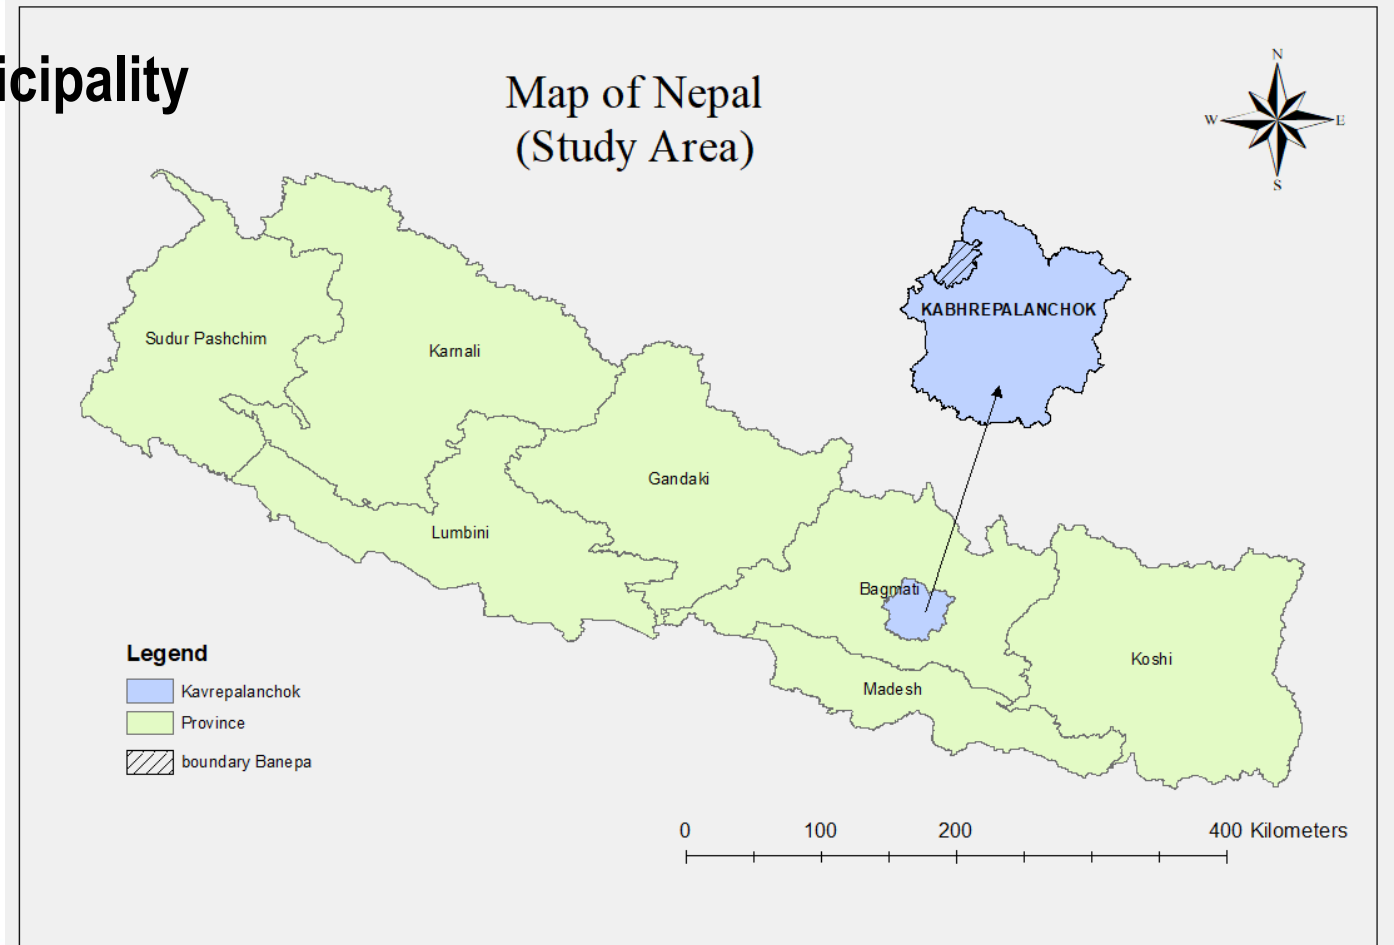 icipality
Map of Nepal
(Study Area)
N
W
E
S
KABHREPALANCHOK
Sudur Pashchim
Karnali
Gandaki
Lumbini
Bagmati
Koshi
Madesh
Legend
Kavrepalanchok
Province
boundary Banepa
0 100 200 400 Kilometers